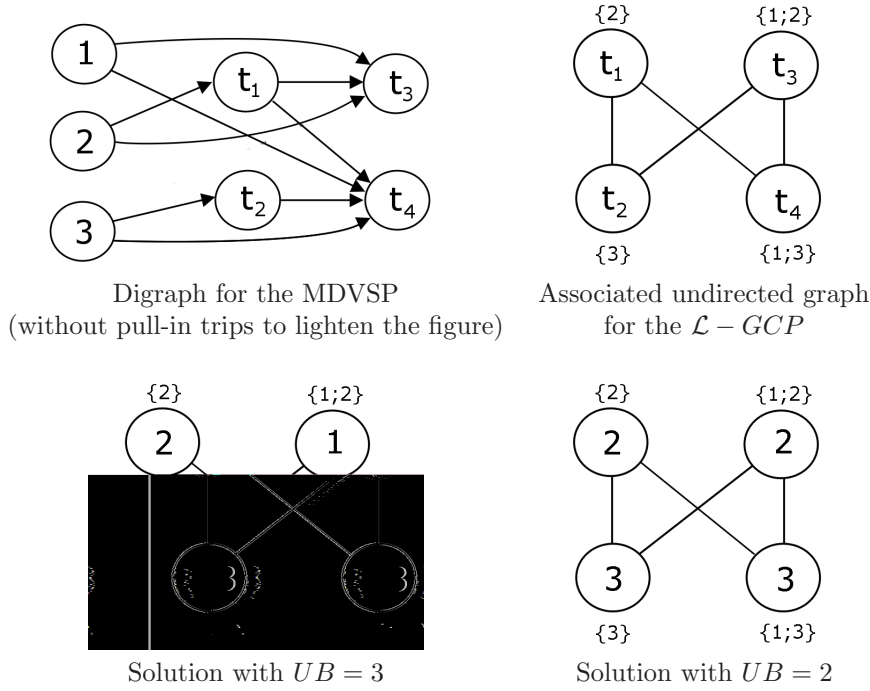 1
2
3
t₁
t₂
t₃
t₄
Digraph for the MDVSP
(without pull-in trips to lighten the figure)
{2} {1;2}
t₁ t₃
t₂ t₄
{3} {1;3}
Associated undirected graph
for the ℒ − GCP
{2} {1;2}
2 1
3 3
Solution with UB = 3
{2} {1;2}
2 2
3 3
{3} {1;3}
Solution with UB = 2